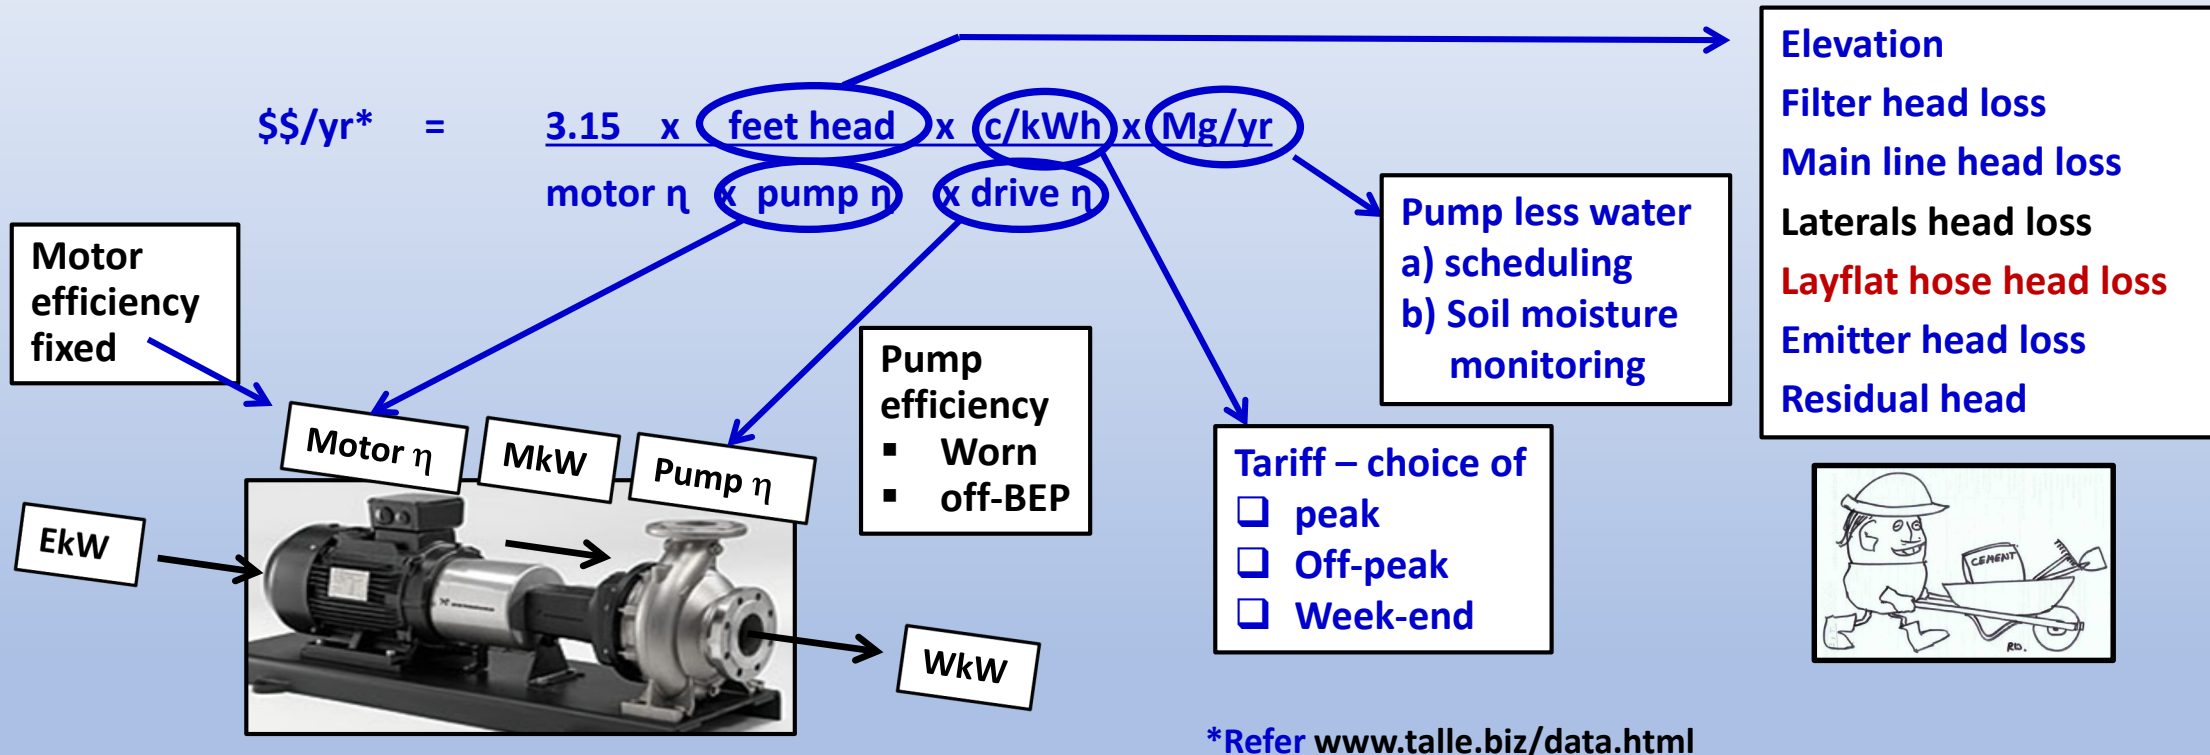 $$/yr* = 3.15 x feet head x c/kWh x Mg/yr
motor η x pump η x drive η
Elevation
Filter head loss
Main line head loss
Laterals head loss
Layflat hose head loss
Emitter head loss
Residual head
Motor
efficiency
fixed
Pump less water
a) scheduling
b) Soil moisture
monitoring
Pump
efficiency
▪ Worn
▪ off-BEP
Tariff – choice of
❑ peak
❑ Off-peak
❑ Week-end
Motor η
MkW
Pump η
EkW
WkW
CEMENT
*Refer www.talle.biz/data.html